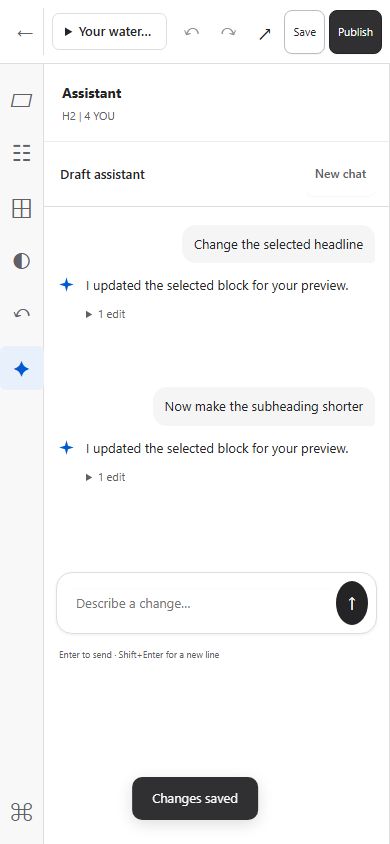 Your water...
Save
Publish
Assistant
H2 | 4 YOU
Draft assistant
New chat
Change the selected headline
I updated the selected block for your preview.
1 edit
Now make the subheading shorter
I updated the selected block for your preview.
1 edit
Describe a change...
Enter to send · Shift+Enter for a new line
Changes saved